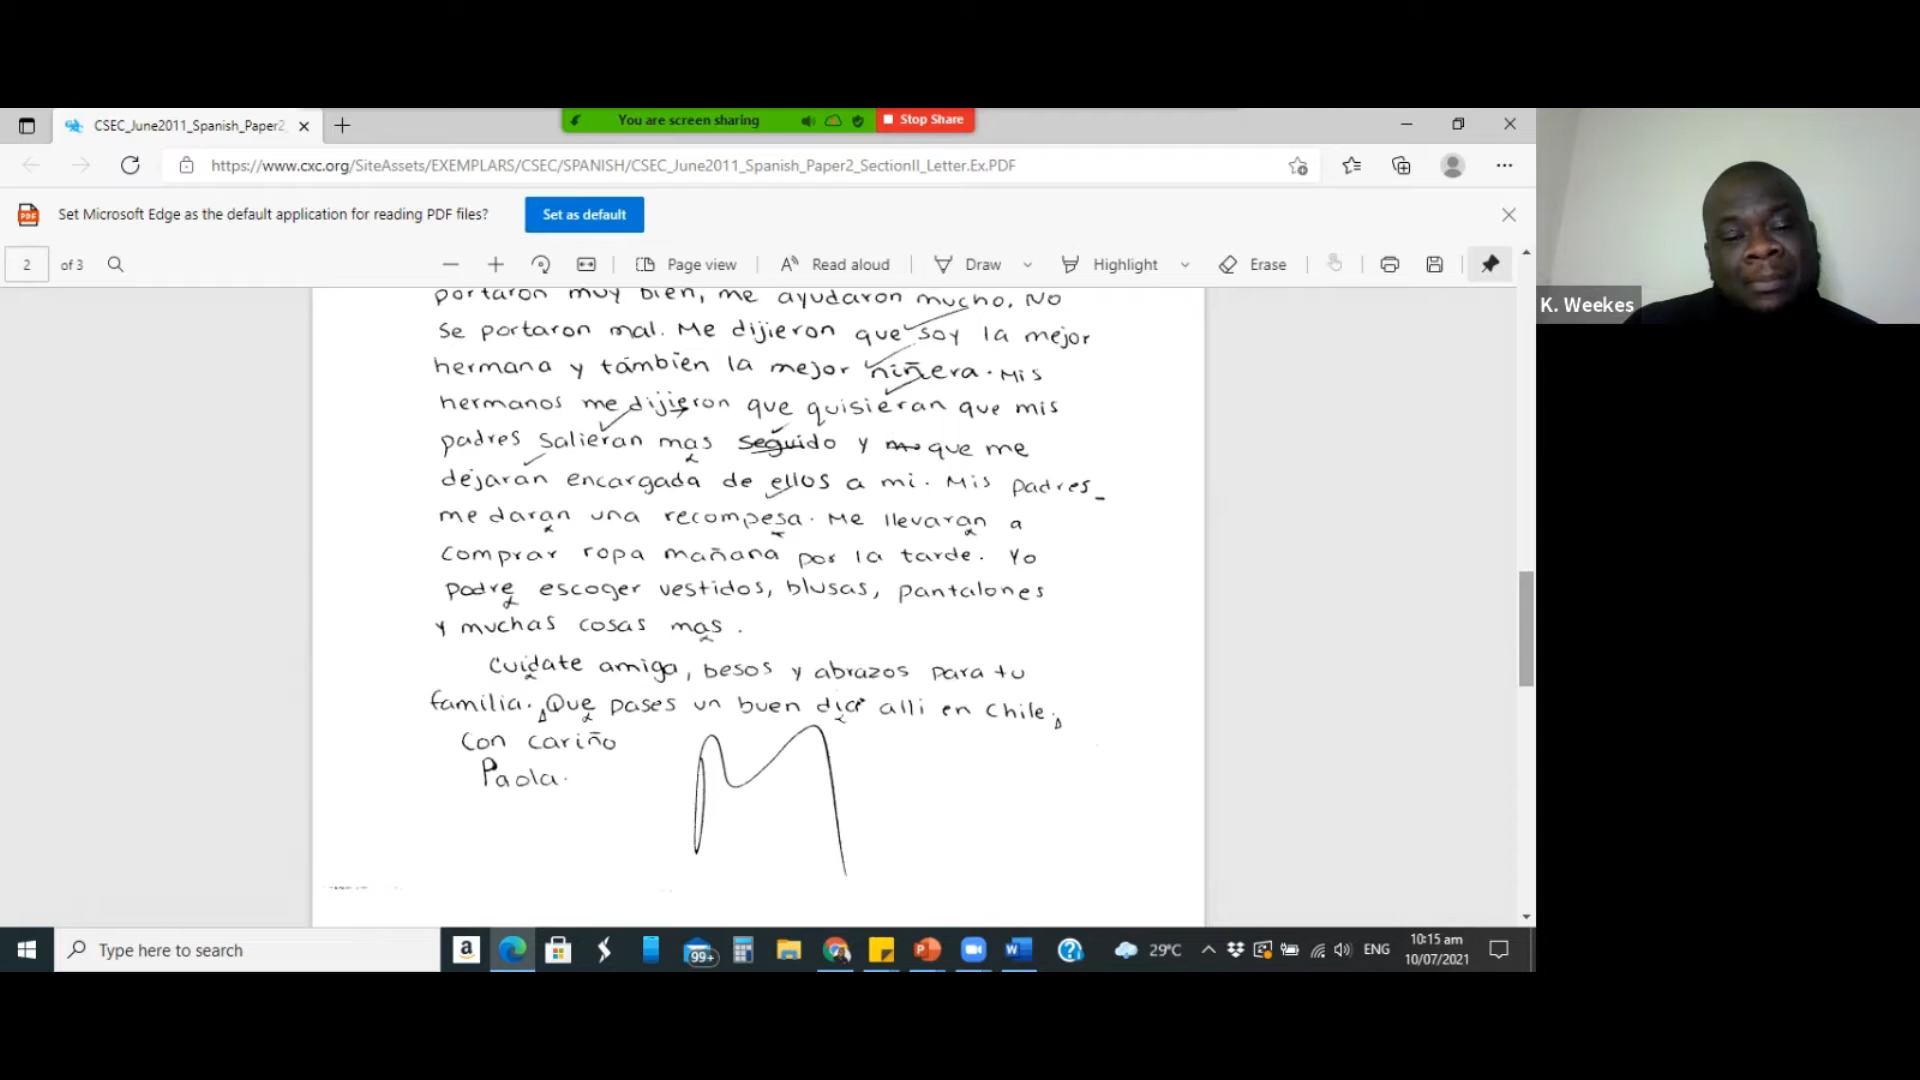 CSEC_June2011_Spanish_Paper2_
You are screen sharing
Stop Share
https://www.cxc.org/SiteAssets/EXEMPLARS/CSEC/SPANISH/CSEC_June2011_Spanish_Paper2_SectionII_Letter.Ex.PDF
PDF
Set Microsoft Edge as the default application for reading PDF files?
Set as default
2 of 3
Page view
Read aloud
Draw
Highlight
Erase
K. Weekes
portaron muy bien, me ayudaron mucho. No
se portaron mal. Me dijieron que soy la mejor
hermana y támbien la mejor niñera. Mis
hermanos me dijieron que quisieran que mis
padres salieran mas seguido y que me
dejaran encargada de ellos a mi. Mis padres
me daran una recompesa. Me llevaran a
comprar ropa mañana por la tarde. Yo
podre escoger vestidos, blusas, pantalones
y muchas cosas mas.
Cuidate amiga, besos y abrazos para tu
familia. Que pases un buen dia alli en Chile.
Con cariño
Paola.
M
Type here to search
99+
29°C
ENG
10:15 am
10/07/2021